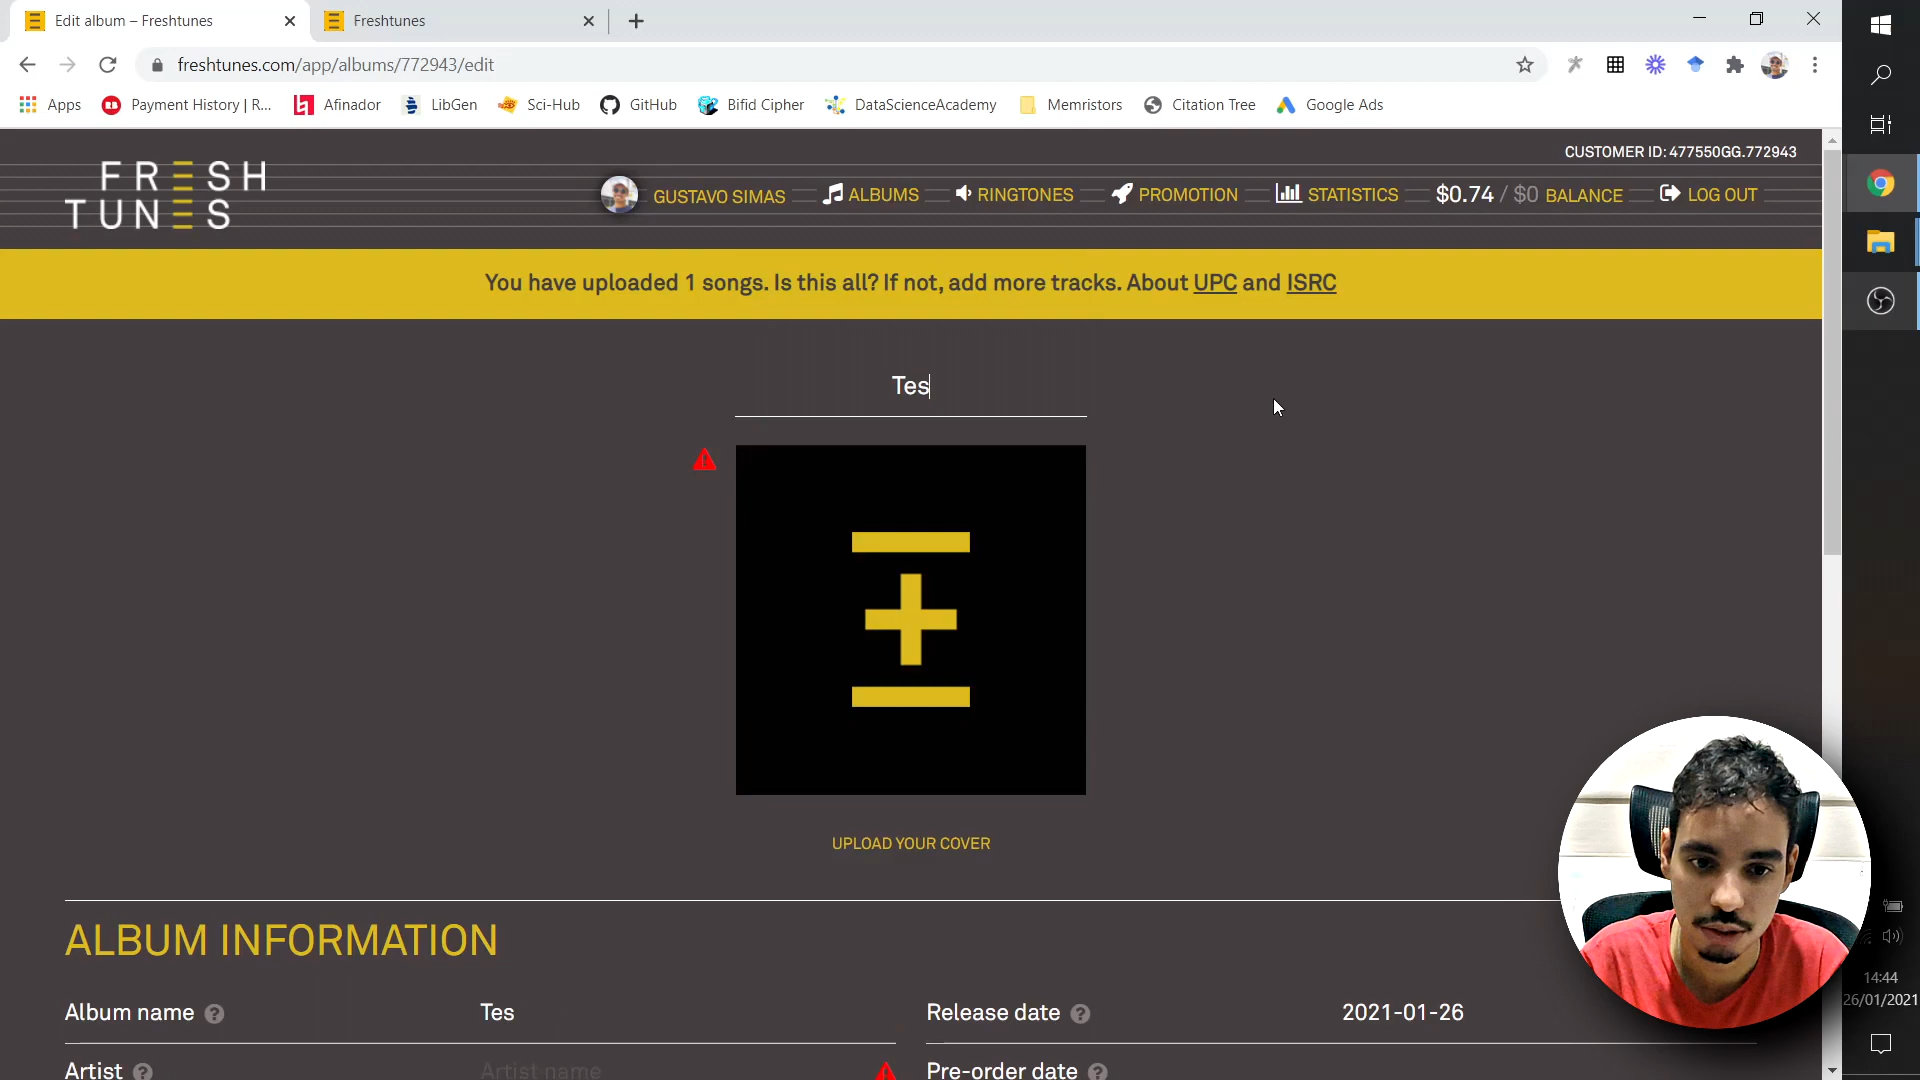 Edit album – Freshtunes
Freshtunes
freshtunes.com/app/albums/772943/edit
Apps
Payment History | R...
Afinador
LibGen
Sci-Hub
GitHub
Bifid Cipher
DataScienceAcademy
Memristors
Citation Tree
Google Ads
CUSTOMER ID: 477550GG.772943
FRESH
TUNES
GUSTAVO SIMAS
ALBUMS
RINGTONES
PROMOTION
STATISTICS
$0.74 / $0 BALANCE
LOG OUT
You have uploaded 1 songs. Is this all? If not, add more tracks. About UPC and ISRC
Tes
UPLOAD YOUR COVER
ALBUM INFORMATION
Album name ?
Tes
Release date ?
2021-01-26
Artist ?
Artist name
Pre-order date ?
14:44
26/01/2021